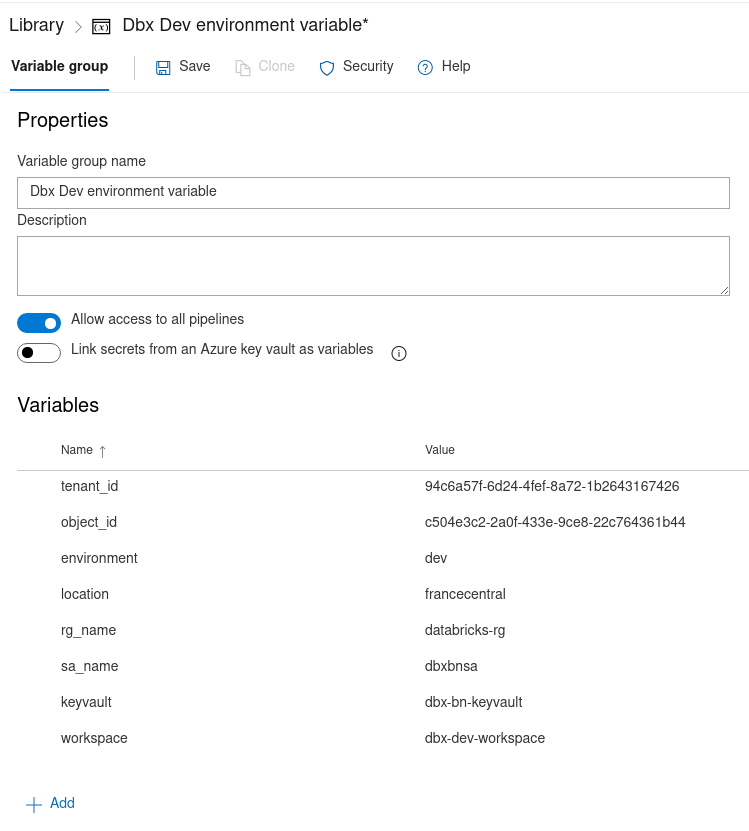 Library > (x) Dbx Dev environment variable*
Variable group Save Clone Security ? Help
Properties
Variable group name
Dbx Dev environment variable
Description
Allow access to all pipelines
Link secrets from an Azure key vault as variables i
Variables
Name ↑ Value
tenant_id 94c6a57f-6d24-4fef-8a72-1b2643167426
object_id c504e3c2-2a0f-433e-9ce8-22c764361b44
environment dev
location francecentral
rg_name databricks-rg
sa_name dbxbnsa
keyvault dbx-bn-keyvault
workspace dbx-dev-workspace
+ Add